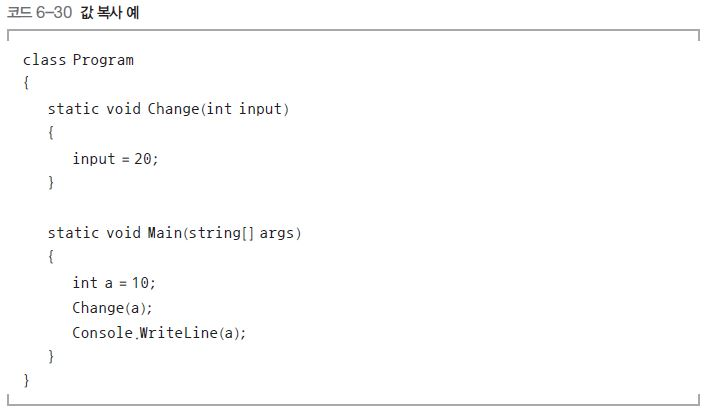 코드 6-30 값 복사 예
class Program
{
static void Change(int input)
{
input = 20;
}
static void Main(string[] args)
{
int a = 10;
Change(a);
Console.WriteLine(a);
}
}